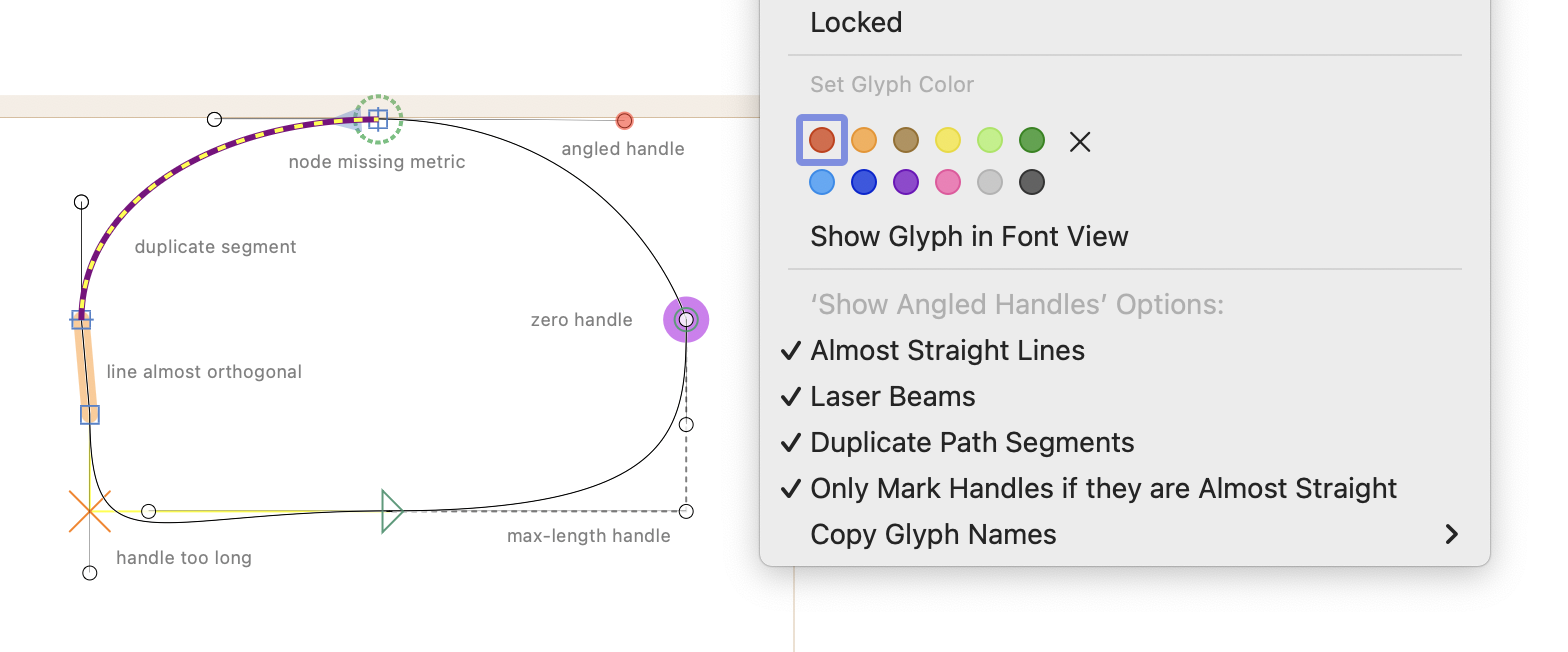 node missing metric
angled handle
duplicate segment
zero handle
line almost orthogonal
max-length handle
handle too long
Locked
Set Glyph Color
Show Glyph in Font View
‘Show Angled Handles’ Options:
Almost Straight Lines
Laser Beams
Duplicate Path Segments
Only Mark Handles if they are Almost Straight
Copy Glyph Names